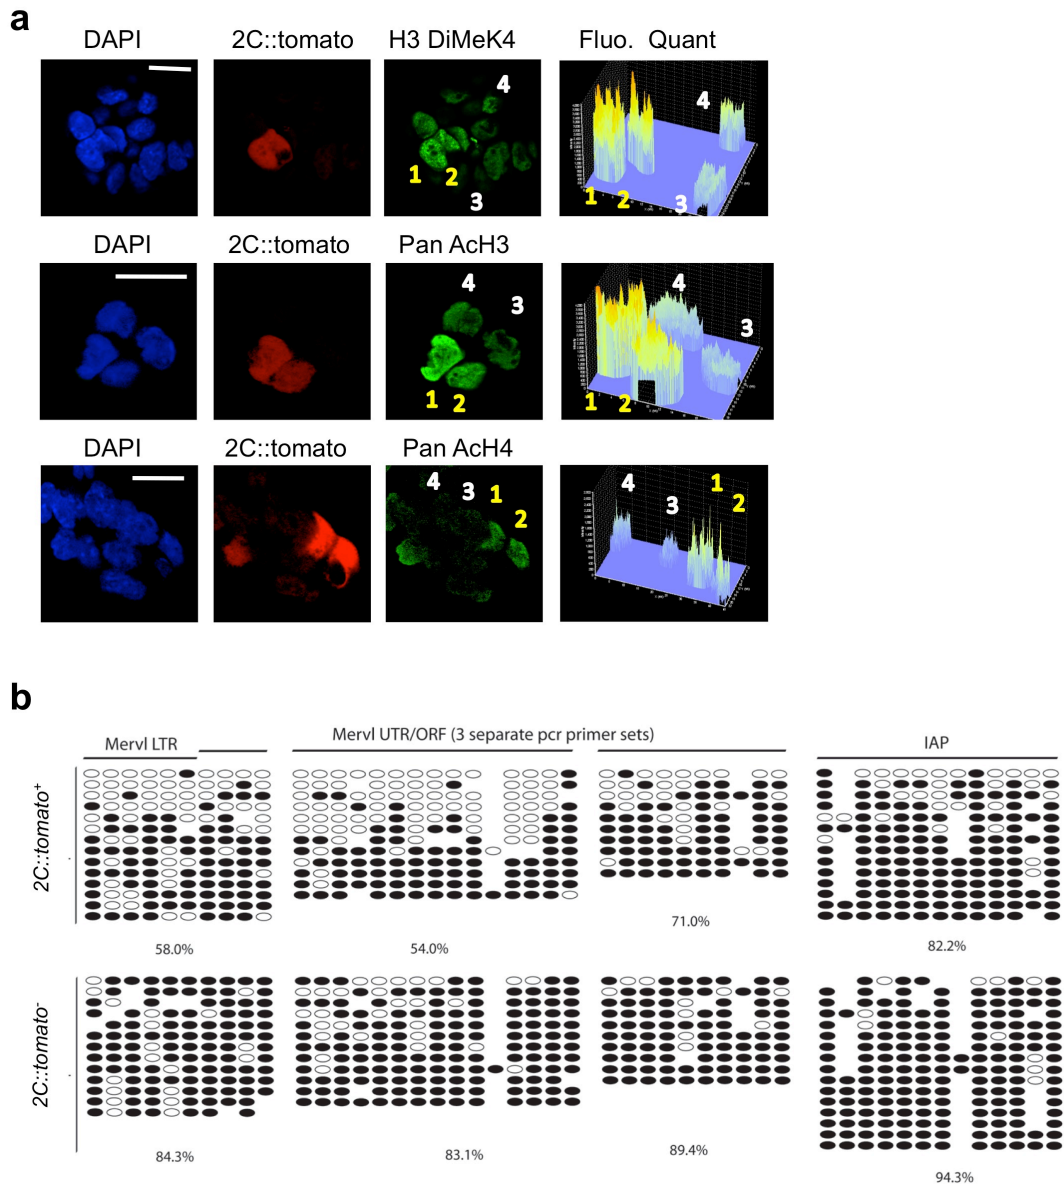 a
DAPI 2C::tomato H3 DiMeK4 Fluo. Quant
4 4
1 2 1 2
3 3
DAPI 2C::tomato Pan AcH3
4 3 4 3
1 2 1 2
DAPI 2C::tomato Pan AcH4
4 3 1 2 4 3 1 2
b
Mervl LTR Mervl UTR/ORF (3 separate pcr primer sets) IAP
2C::tomato+
58.0% 54.0% 71.0% 82.2%
2C::tomato-
84.3% 83.1% 89.4% 94.3%